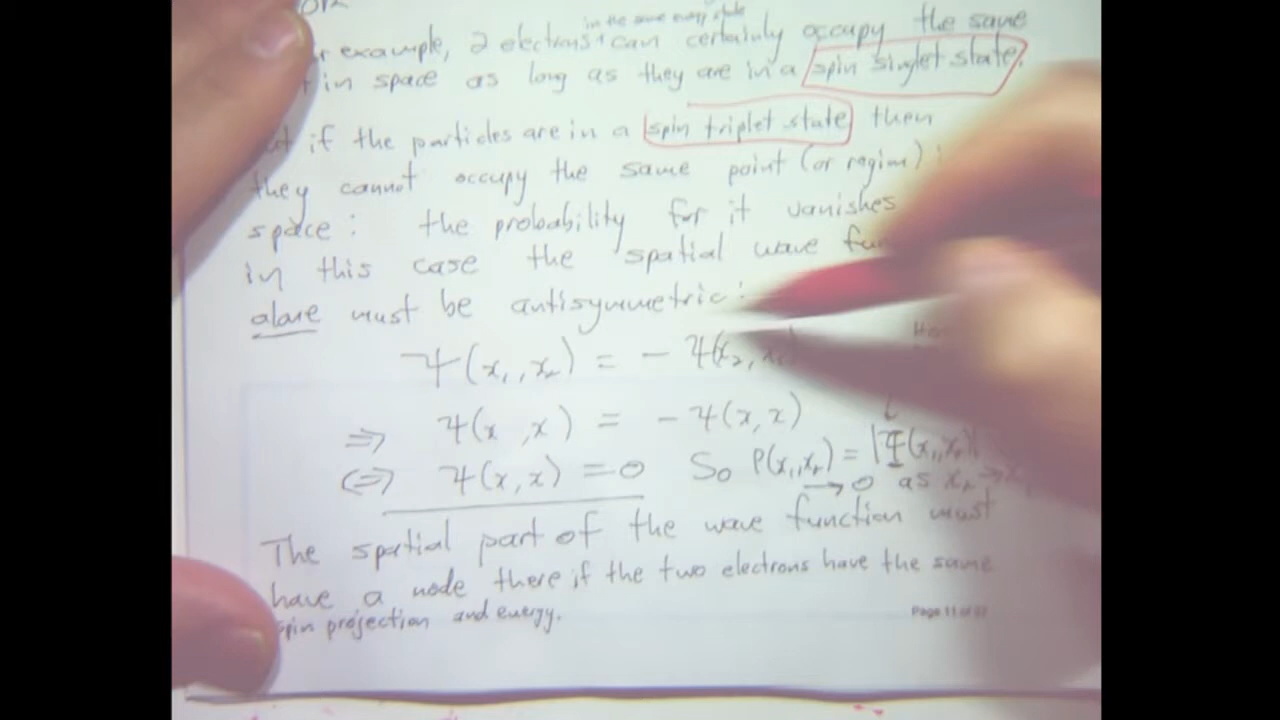 in the same energy state
example, 2 electrons can certainly occupy the same
in space as long as they are in a spin singlet state.
if the particles are in a spin triplet state then
they cannot occupy the same point (or region)
space: the probability for it vanishes
in this case the spatial wave
alone must be antisymmetric:
Ψ(x₁,x₂) = - Ψ(x₂,
⇒ Ψ(x,x) = - Ψ(x,x)
(⇒) Ψ(x,x) = 0 So P(x₁,x₂) = |Ψ(x₁,x₂)|
→ 0 as x₂ →
The spatial part of the wave function must
have a node there if the two electrons have the same
spin projection and energy.
Page 11 of